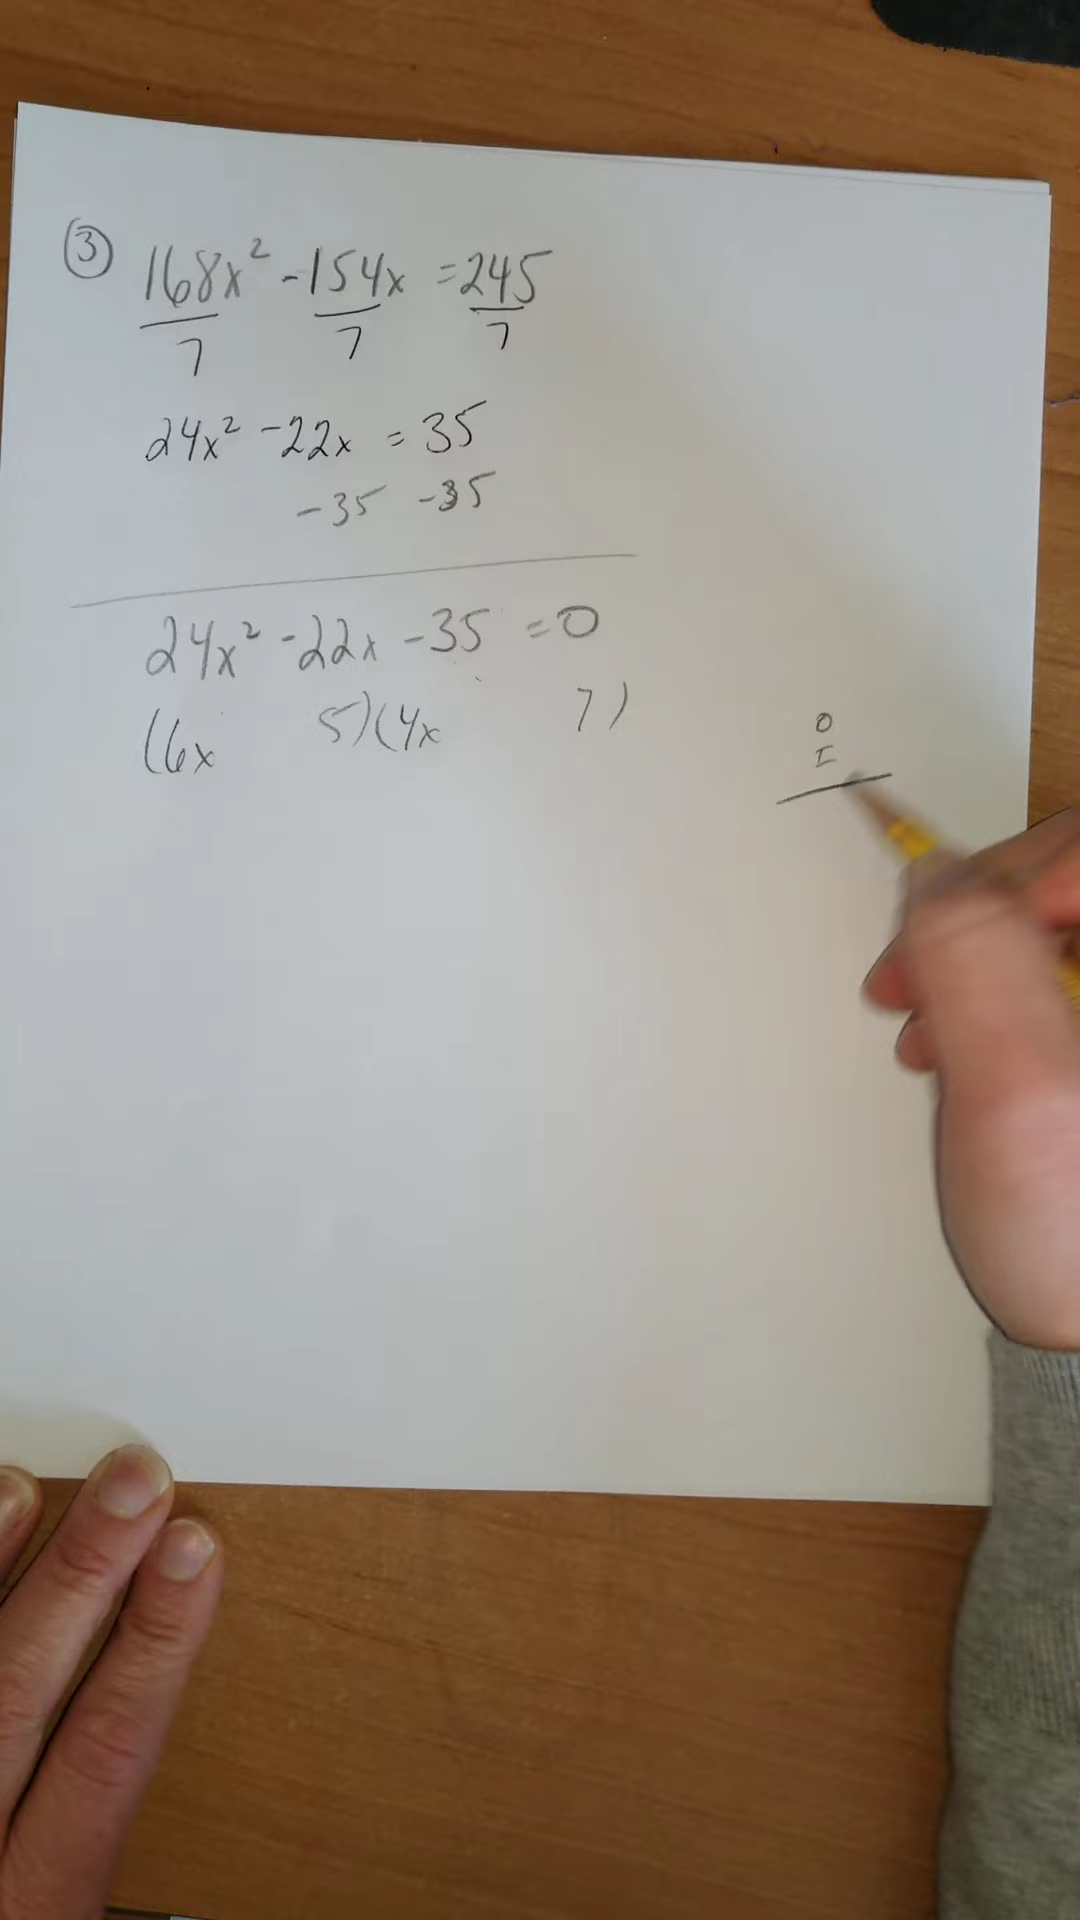 ③ 168x² -154x =245
7 7 7
24x² -22x = 35
-35 -35
24x² -22x -35 =0
(6x 5)(4x 7)
O
I